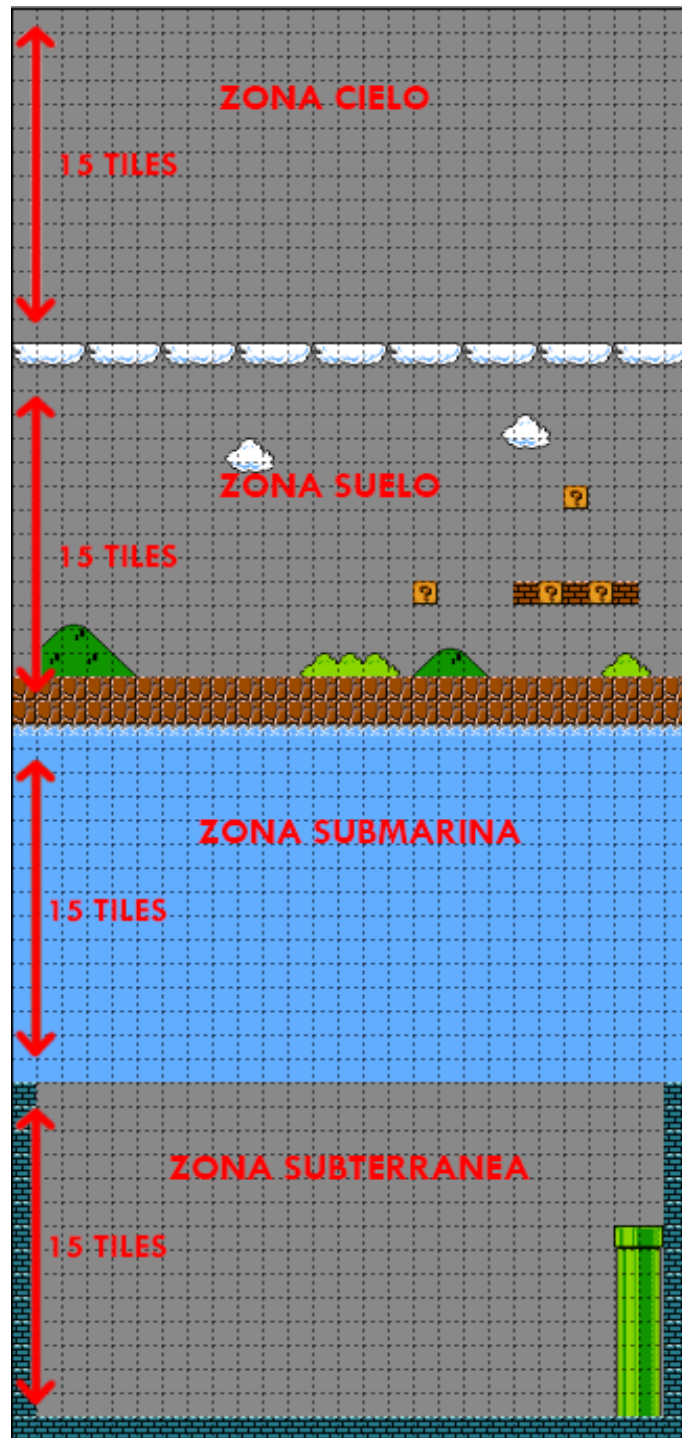 ZONA CIELO
15 TILES
ZONA SUELO
?
15 TILES
? ? ?
ZONA SUBMARINA
15 TILES
ZONA SUBTERRANEA
15 TILES